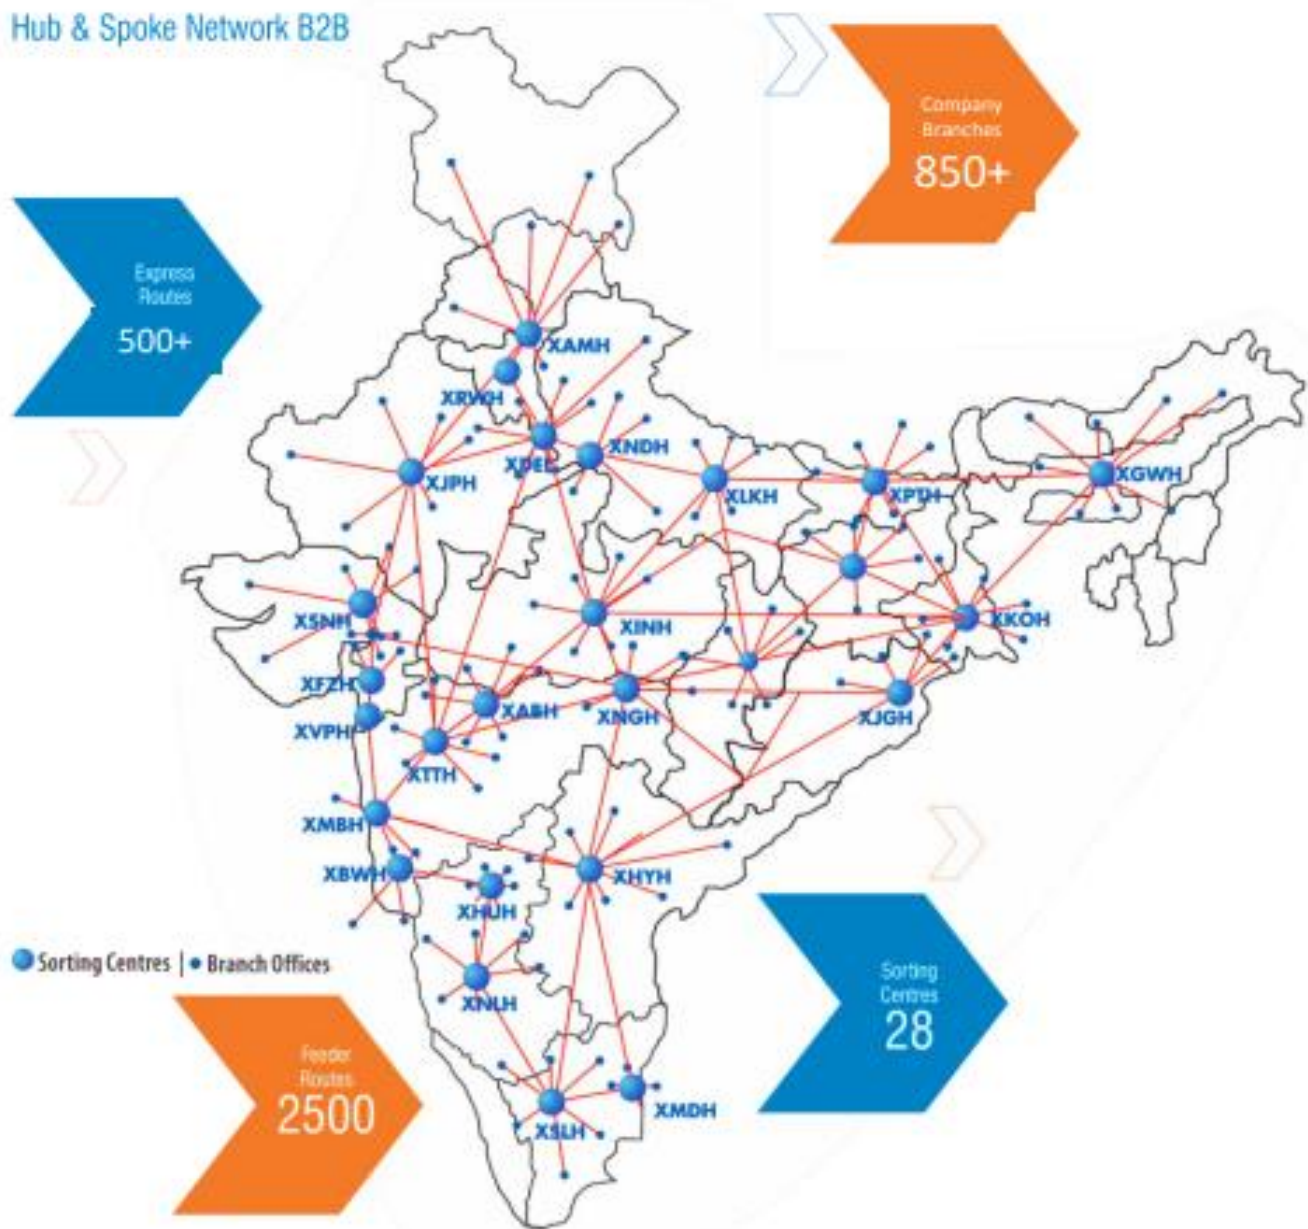 Hub & Spoke Network B2B
Company
Branches
850+
Express
Routes
500+
XAMH
XRWH
XDEL
XNDH
XJPH
XLKH
XPTH
XGWH
XSNH
XINH
XKOH
XFZH
XABH
XNGH
XJGH
XVPH
XTTH
XMBH
XBWH
XHYH
XHUH
Sorting Centres | • Branch Offices
XNLH
Sorting
Centres
28
Feeder
Routes
2500
XMDH
XSLH